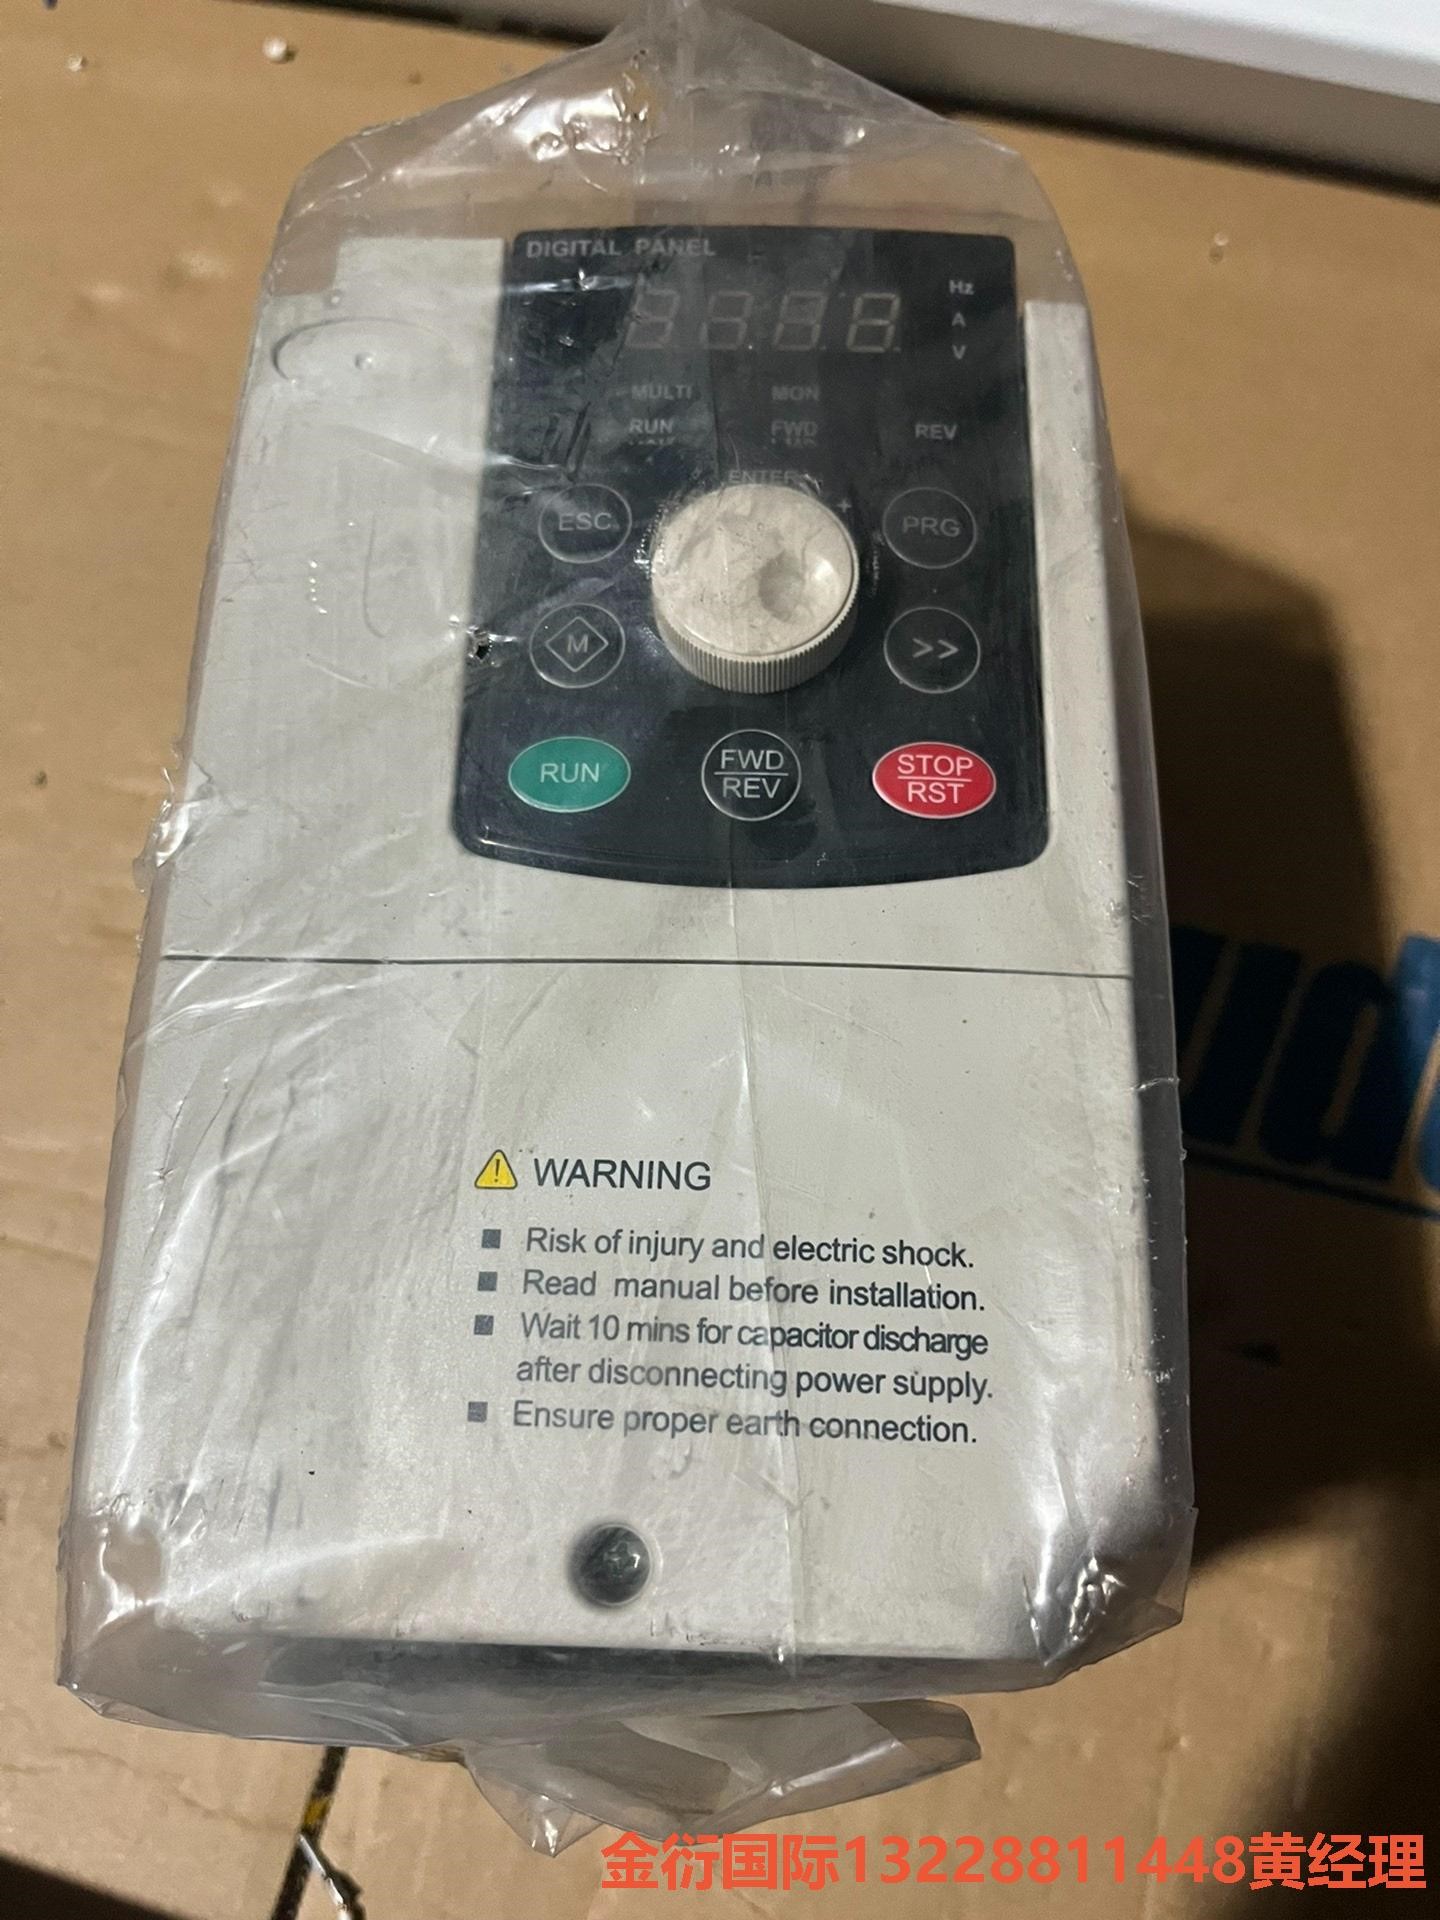 DIGITAL PANEL
Hz
A
V
MULTI
MON
RUN
FWD
REV
ENTER
ESC
+
PRG
M
>>
RUN
FWD
REV
STOP
RST
WARNING
Risk of injury and electric shock.
Read manual before installation.
Wait 10 mins for capacitor discharge
after disconnecting power supply.
Ensure proper earth connection.
金衍国际13228811448黄经理